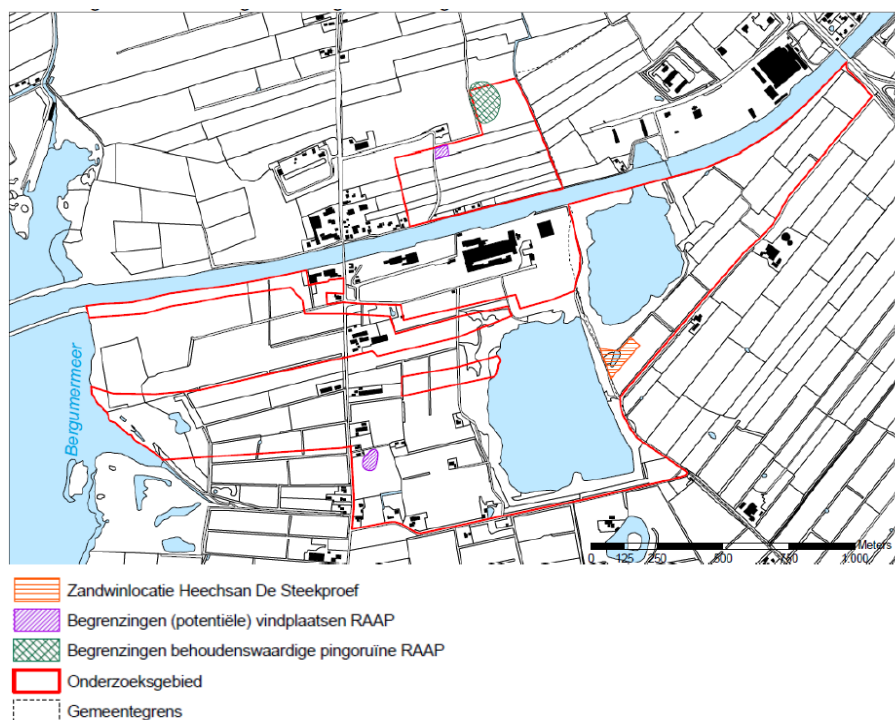 Bergumermeer
Meters
0 125 250 500 750 1.000
Zandwinlocatie Heechsan De Steekproef
Begrenzingen (potentiële) vindplaatsen RAAP
Begrenzingen behoudenswaardige pingoruïne RAAP
Onderzoeksgebied
Gemeentegrens